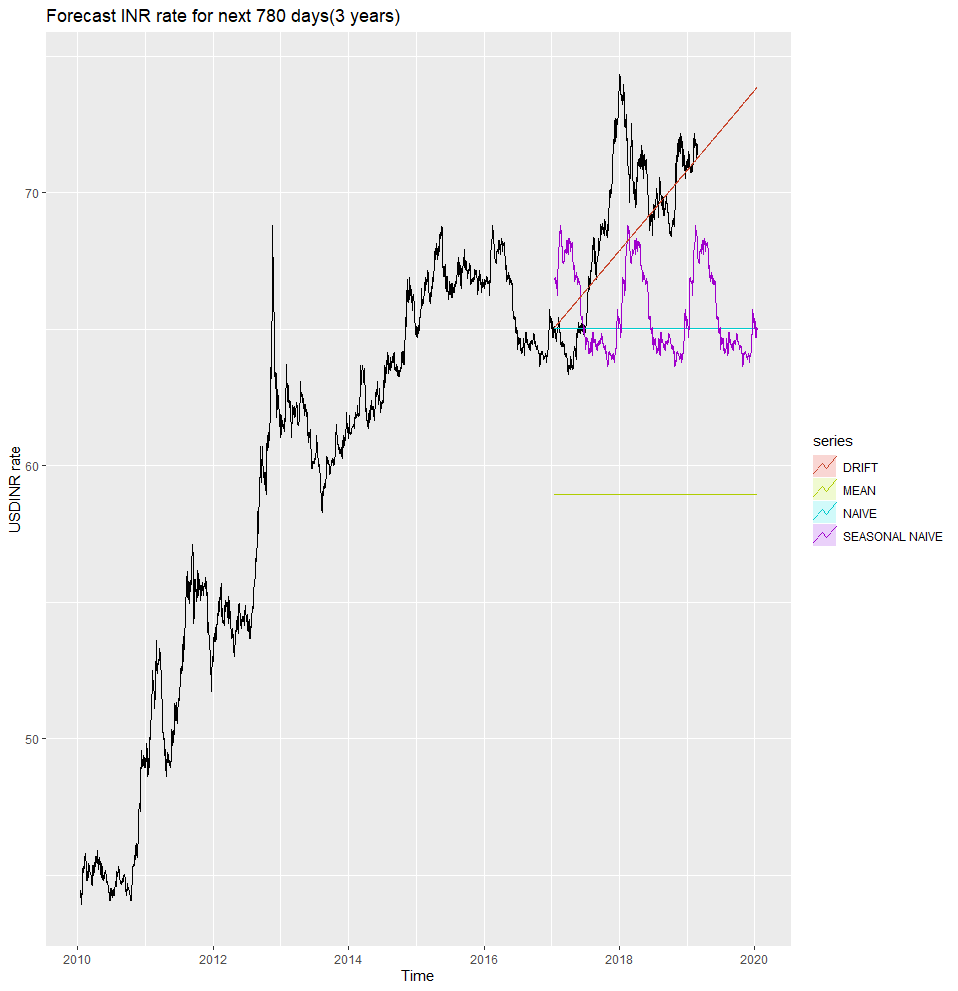 Forecast INR rate for next 780 days(3 years)
USDINR rate
70
60
50
2010
2012
2014
2016
2018
2020
Time
series
DRIFT
MEAN
NAIVE
SEASONAL NAIVE